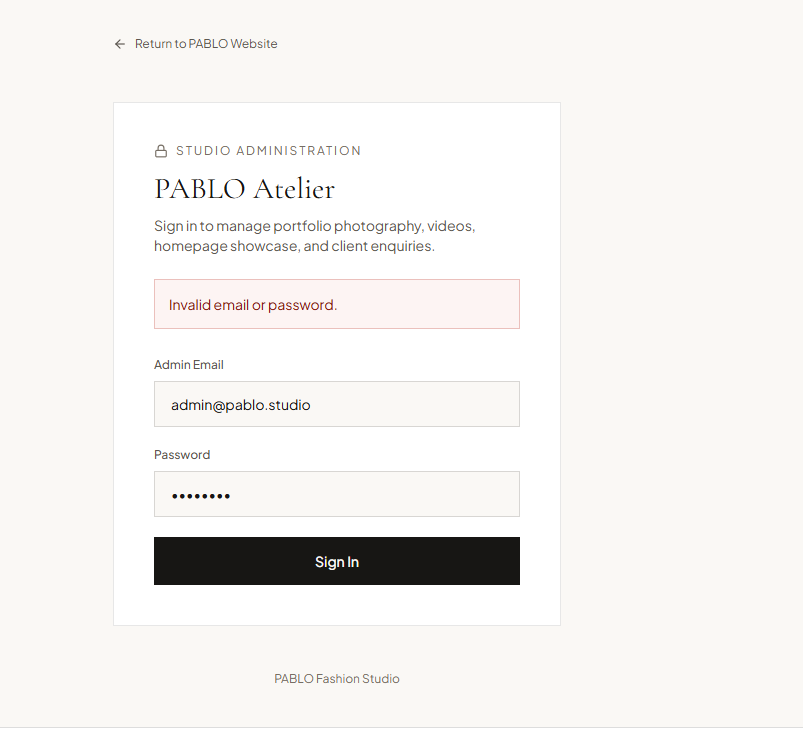 Return to PABLO Website
STUDIO ADMINISTRATION
PABLO Atelier
Sign in to manage portfolio photography, videos,
homepage showcase, and client enquiries.
Invalid email or password.
Admin Email
admin@pablo.studio
Password
••••••••
Sign In
PABLO Fashion Studio